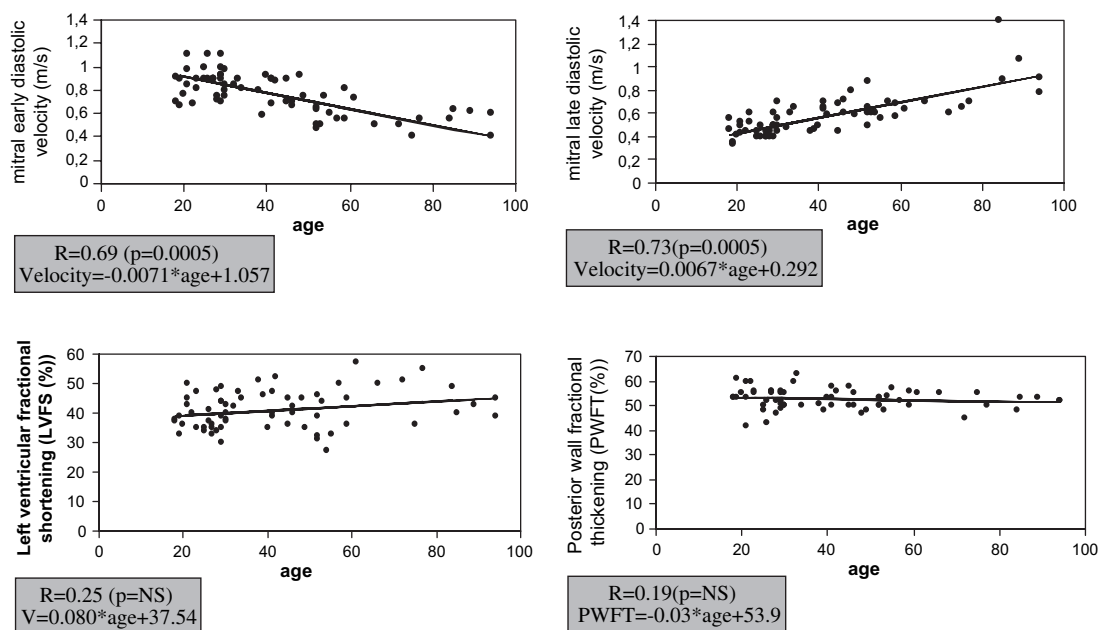 mitral early diastolic
velocity (m/s)
1,4
1,2
1
0,8
0,6
0,4
0,2
0
0 20 40 60 80 100
age
R=0.69 (p=0.0005)
Velocity=-0.0071*age+1.057
mitral late diastolic
velocity (m/s)
1,4
1,2
1
0,8
0,6
0,4
0,2
0
0 20 40 60 80 100
age
R=0.73(p=0.0005)
Velocity=0.0067*age+0.292
Left ventricular fractional
shortening (LVFS (%))
60
50
40
30
20
10
0
0 20 40 60 80 100
age
R=0.25 (p=NS)
V=0.080*age+37.54
Posterior wall fractional
thickening (PWFT(%))
70
60
50
40
30
20
10
0
0 20 40 60 80 100
age
R=0.19(p=NS)
PWFT=-0.03*age+53.9